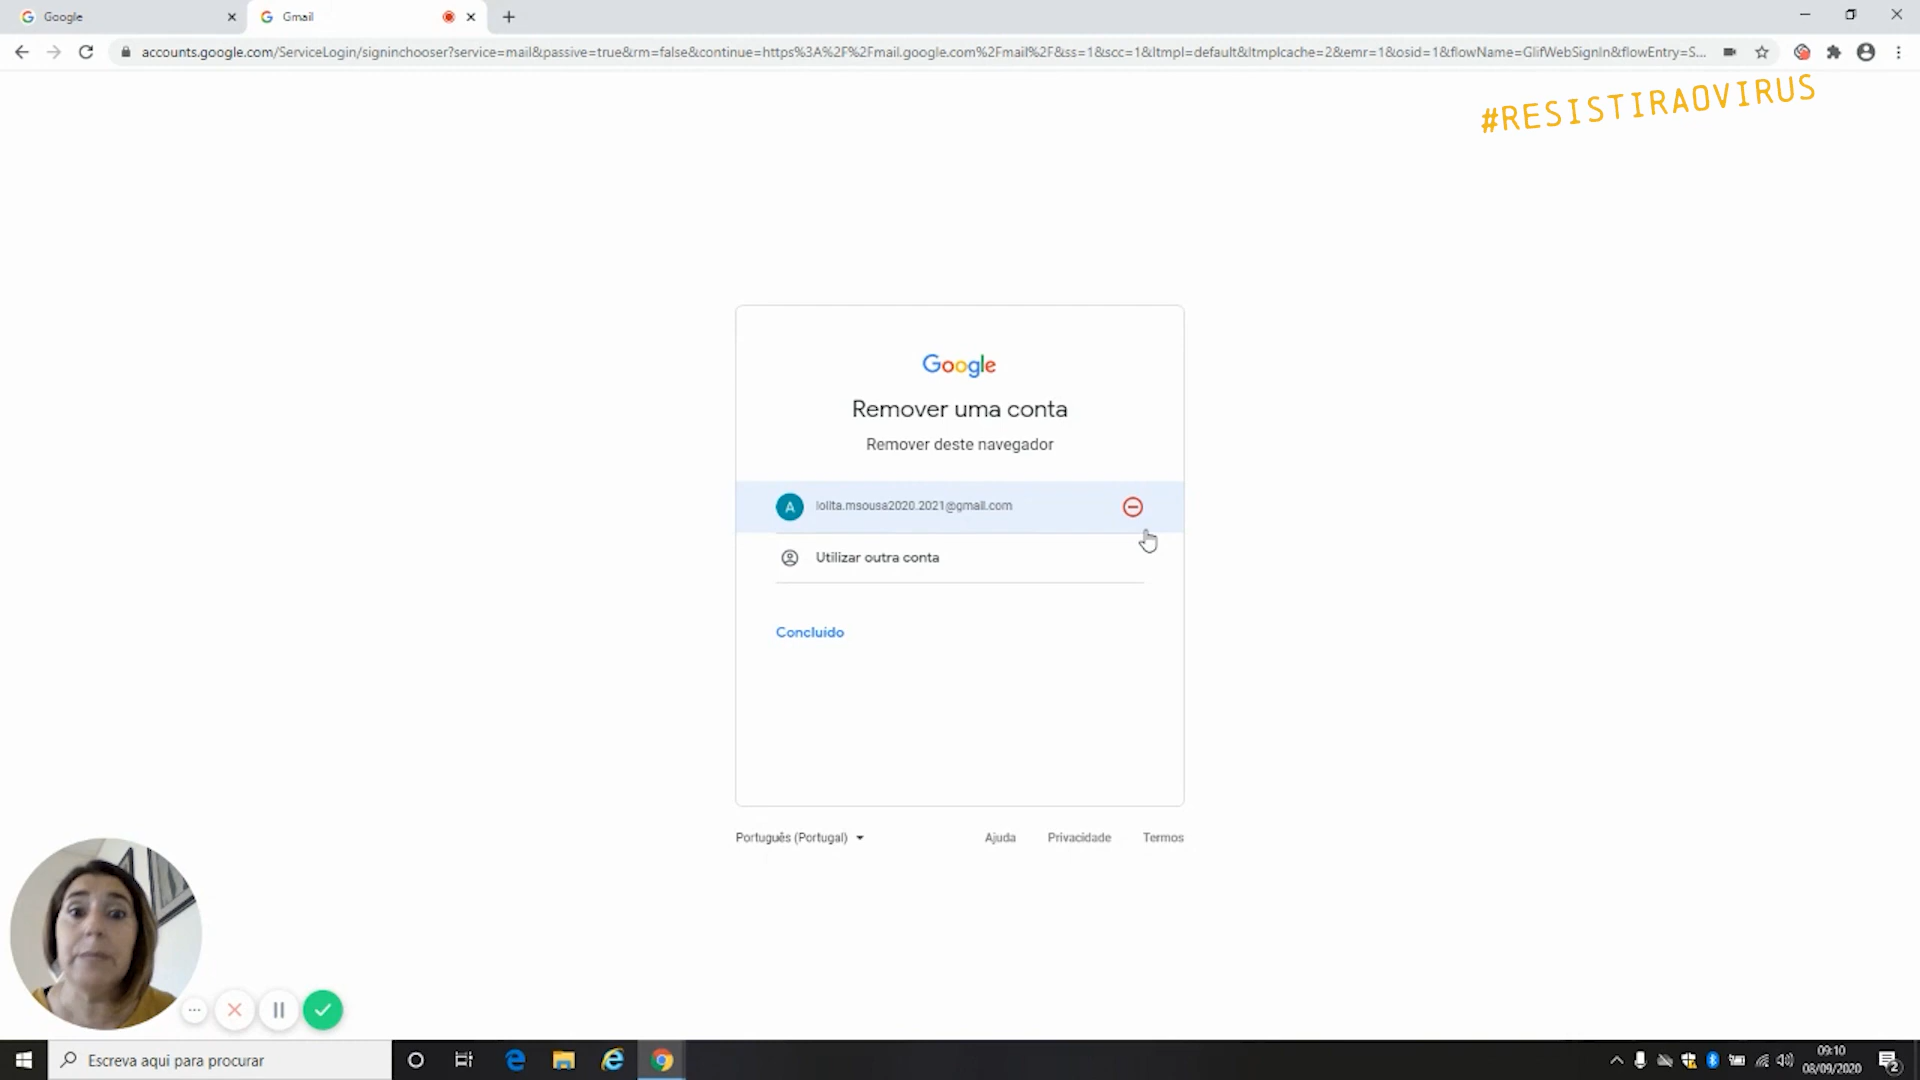 Google
Gmail
accounts.google.com/ServiceLogin/signinchooser?service=mail&passive=true&rm=false&continue=https%3A%2F%2Fmail.google.com%2Fmail%2F&ss=1&scc=1&ltmpl=default&ltmplcache=2&emr=1&osid=1&flowName=GlifWebSignIn&flowEntry=S...
#RESISTIRAOVIRUS
Google
Remover uma conta
Remover deste navegador
A
lolita.msousa2020.2021@gmail.com
Utilizar outra conta
Concluído
Português (Portugal)
Ajuda
Privacidade
Termos
Escreva aqui para procurar
09:10
08/09/2020
2